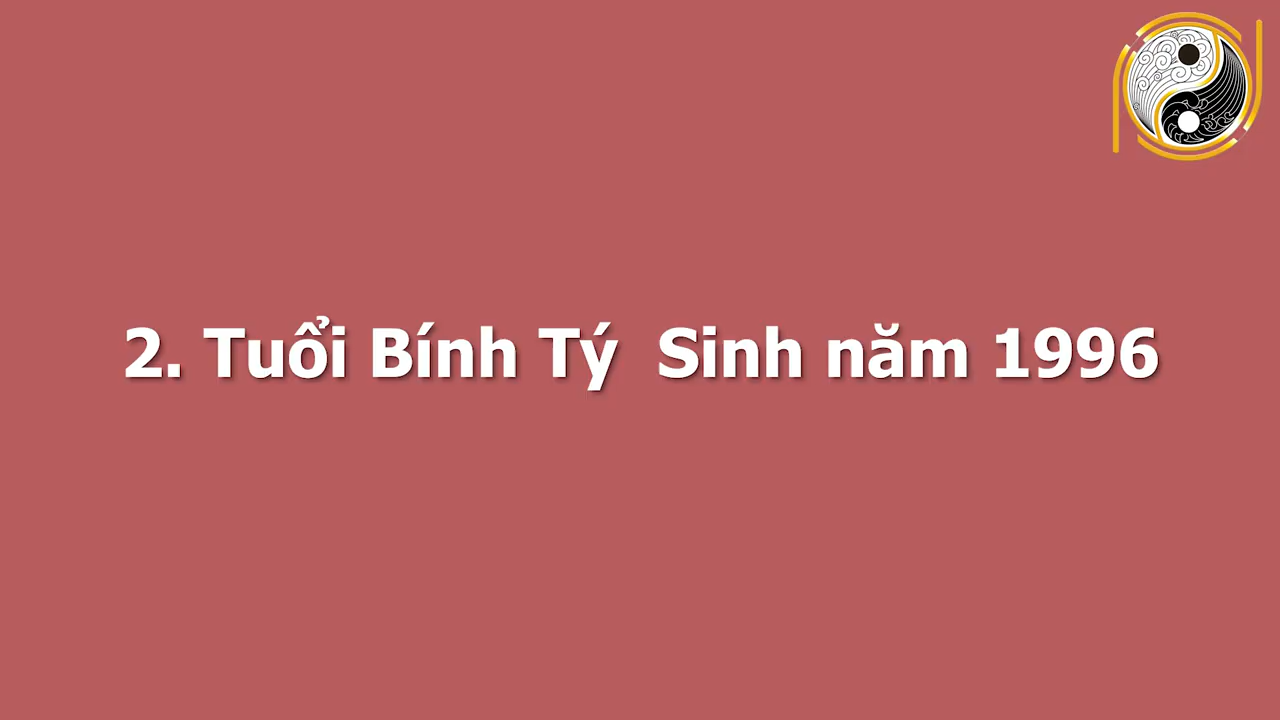 2. Tuổi Bính Tý  Sinh năm 1996